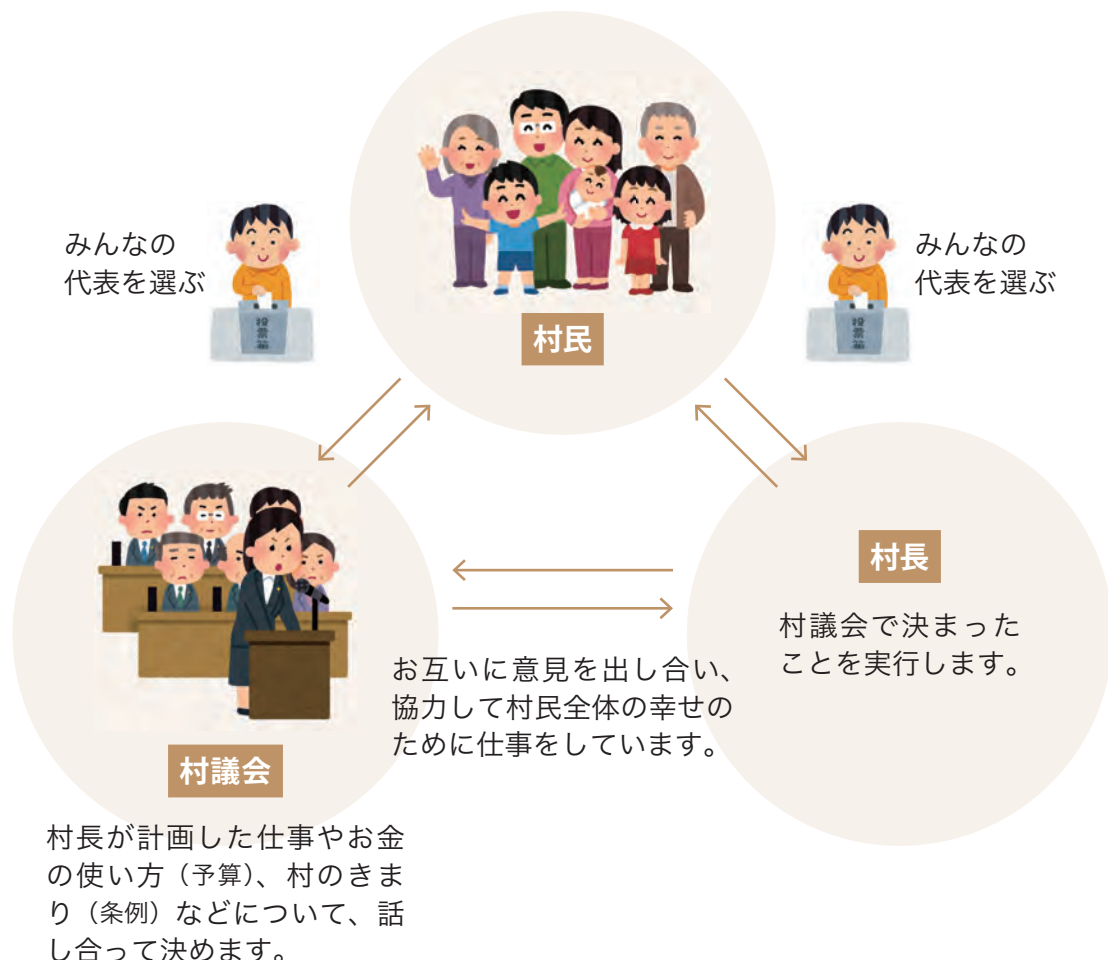 みんなの
代表を選ぶ
投票箱
村民
みんなの
代表を選ぶ
投票箱
村議会
村長が計画した仕事やお金
の使い方（予算）、村のきま
り（条例）などについて、話
し合って決めます。
お互いに意見を出し合い、
協力して村民全体の幸せの
ために仕事をしています。
村長
村議会で決まった
ことを実行します。